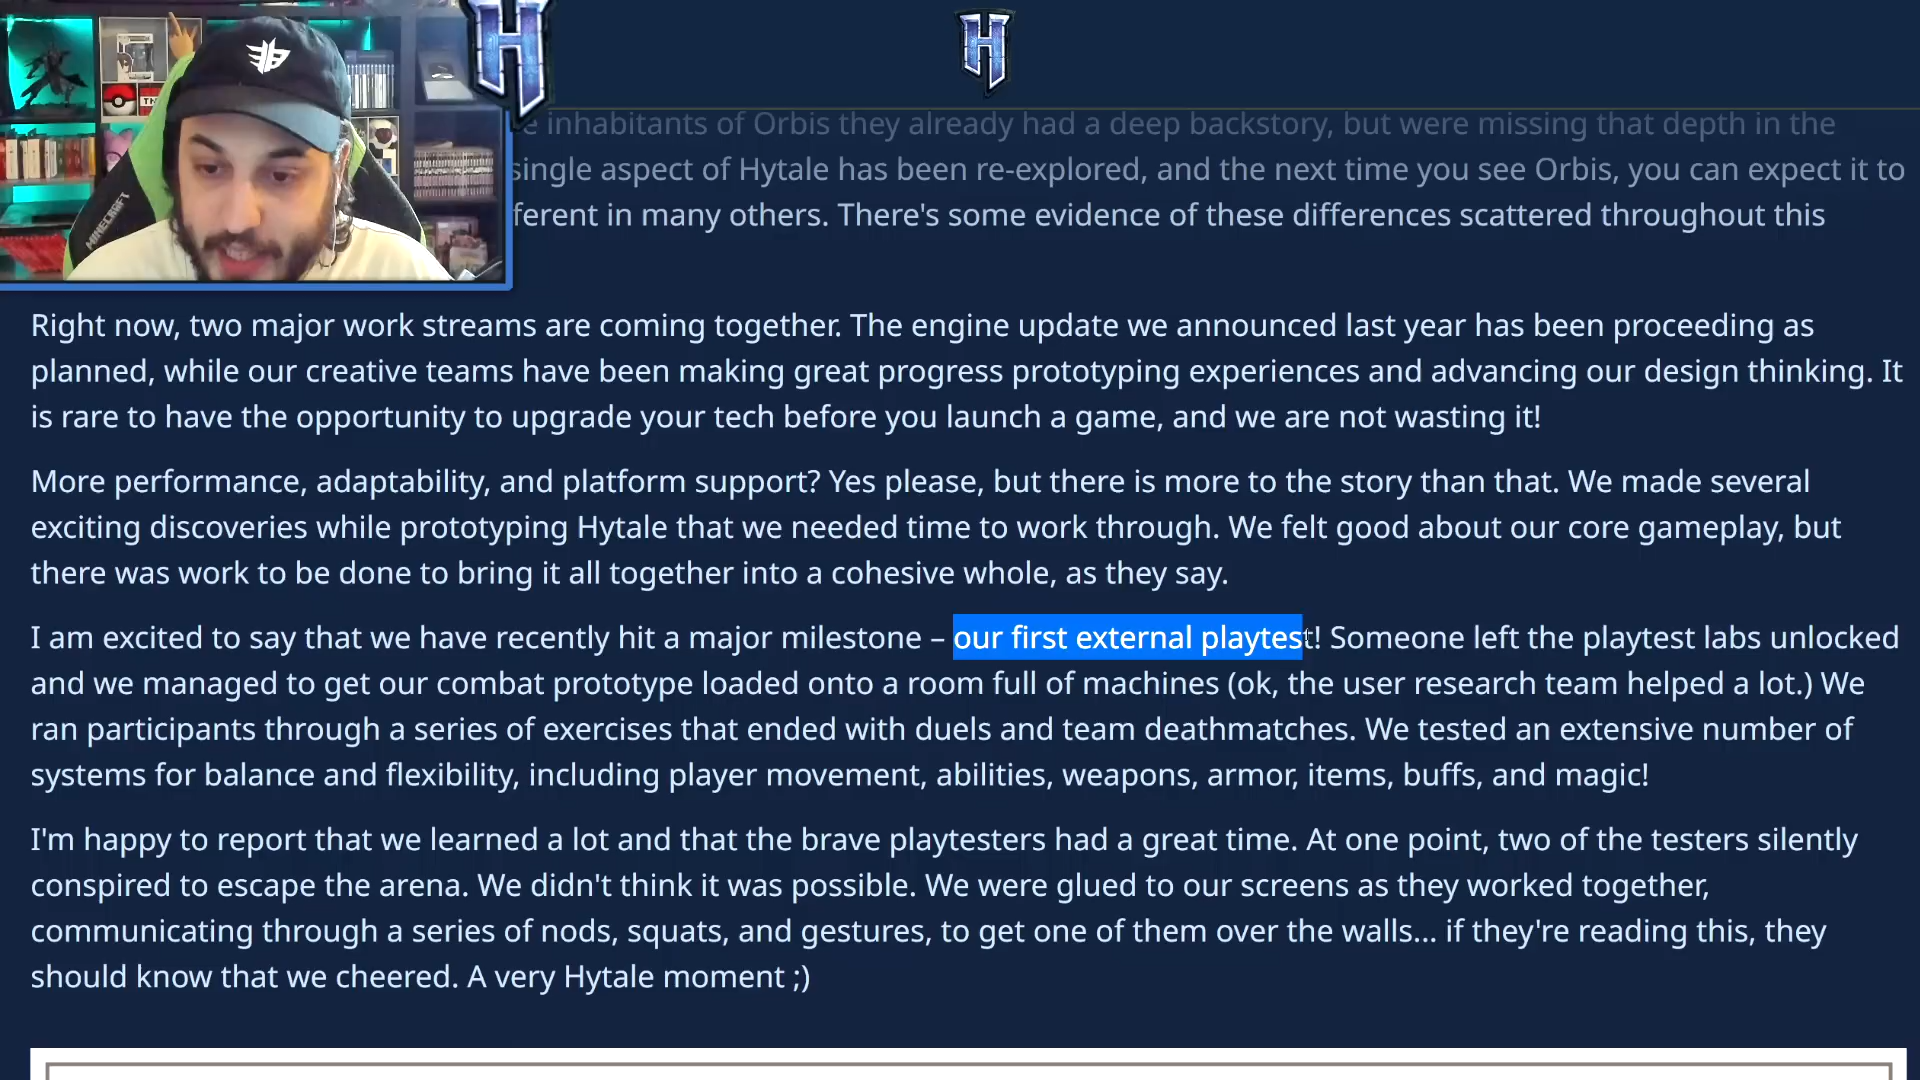 H
H
TN
MINECRAFT
e inhabitants of Orbis they already had a deep backstory, but were missing that depth in the
single aspect of Hytale has been re-explored, and the next time you see Orbis, you can expect it to
ferent in many others. There's some evidence of these differences scattered throughout this
Right now, two major work streams are coming together. The engine update we announced last year has been proceeding as
planned, while our creative teams have been making great progress prototyping experiences and advancing our design thinking. It
is rare to have the opportunity to upgrade your tech before you launch a game, and we are not wasting it!
More performance, adaptability, and platform support? Yes please, but there is more to the story than that. We made several
exciting discoveries while prototyping Hytale that we needed time to work through. We felt good about our core gameplay, but
there was work to be done to bring it all together into a cohesive whole, as they say.
I am excited to say that we have recently hit a major milestone – our first external playtest! Someone left the playtest labs unlocked
and we managed to get our combat prototype loaded onto a room full of machines (ok, the user research team helped a lot.) We
ran participants through a series of exercises that ended with duels and team deathmatches. We tested an extensive number of
systems for balance and flexibility, including player movement, abilities, weapons, armor, items, buffs, and magic!
I'm happy to report that we learned a lot and that the brave playtesters had a great time. At one point, two of the testers silently
conspired to escape the arena. We didn't think it was possible. We were glued to our screens as they worked together,
communicating through a series of nods, squats, and gestures, to get one of them over the walls... if they're reading this, they
should know that we cheered. A very Hytale moment ;)